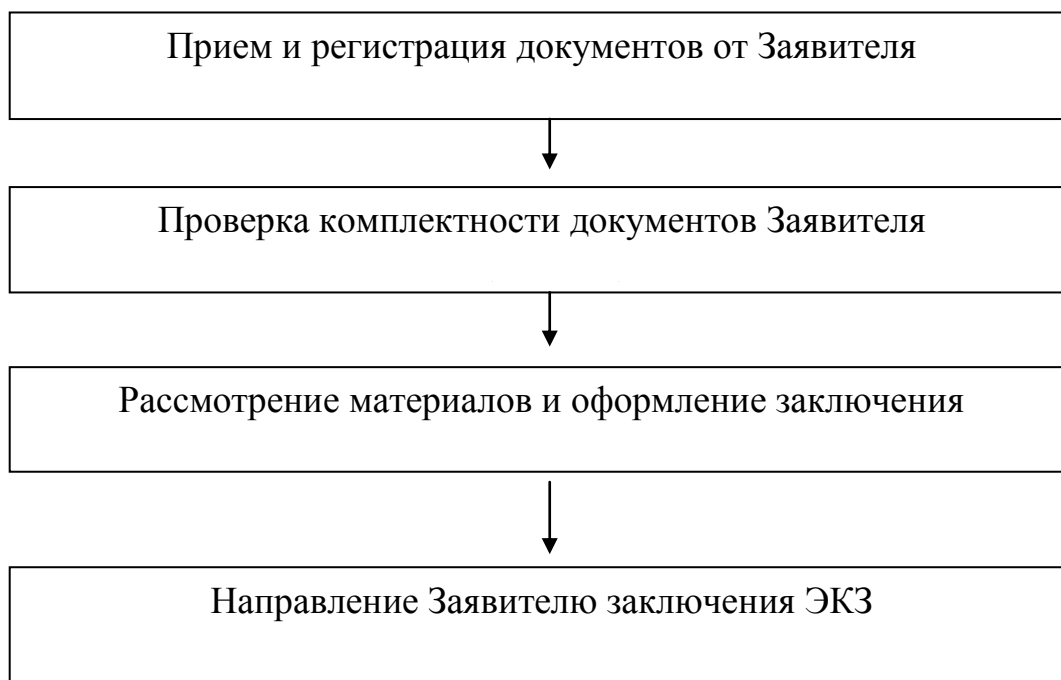 Прием и регистрация документов от Заявителя
Проверка комплектности документов Заявителя
Рассмотрение материалов и оформление заключения
Направление Заявителю заключения ЭКЗ